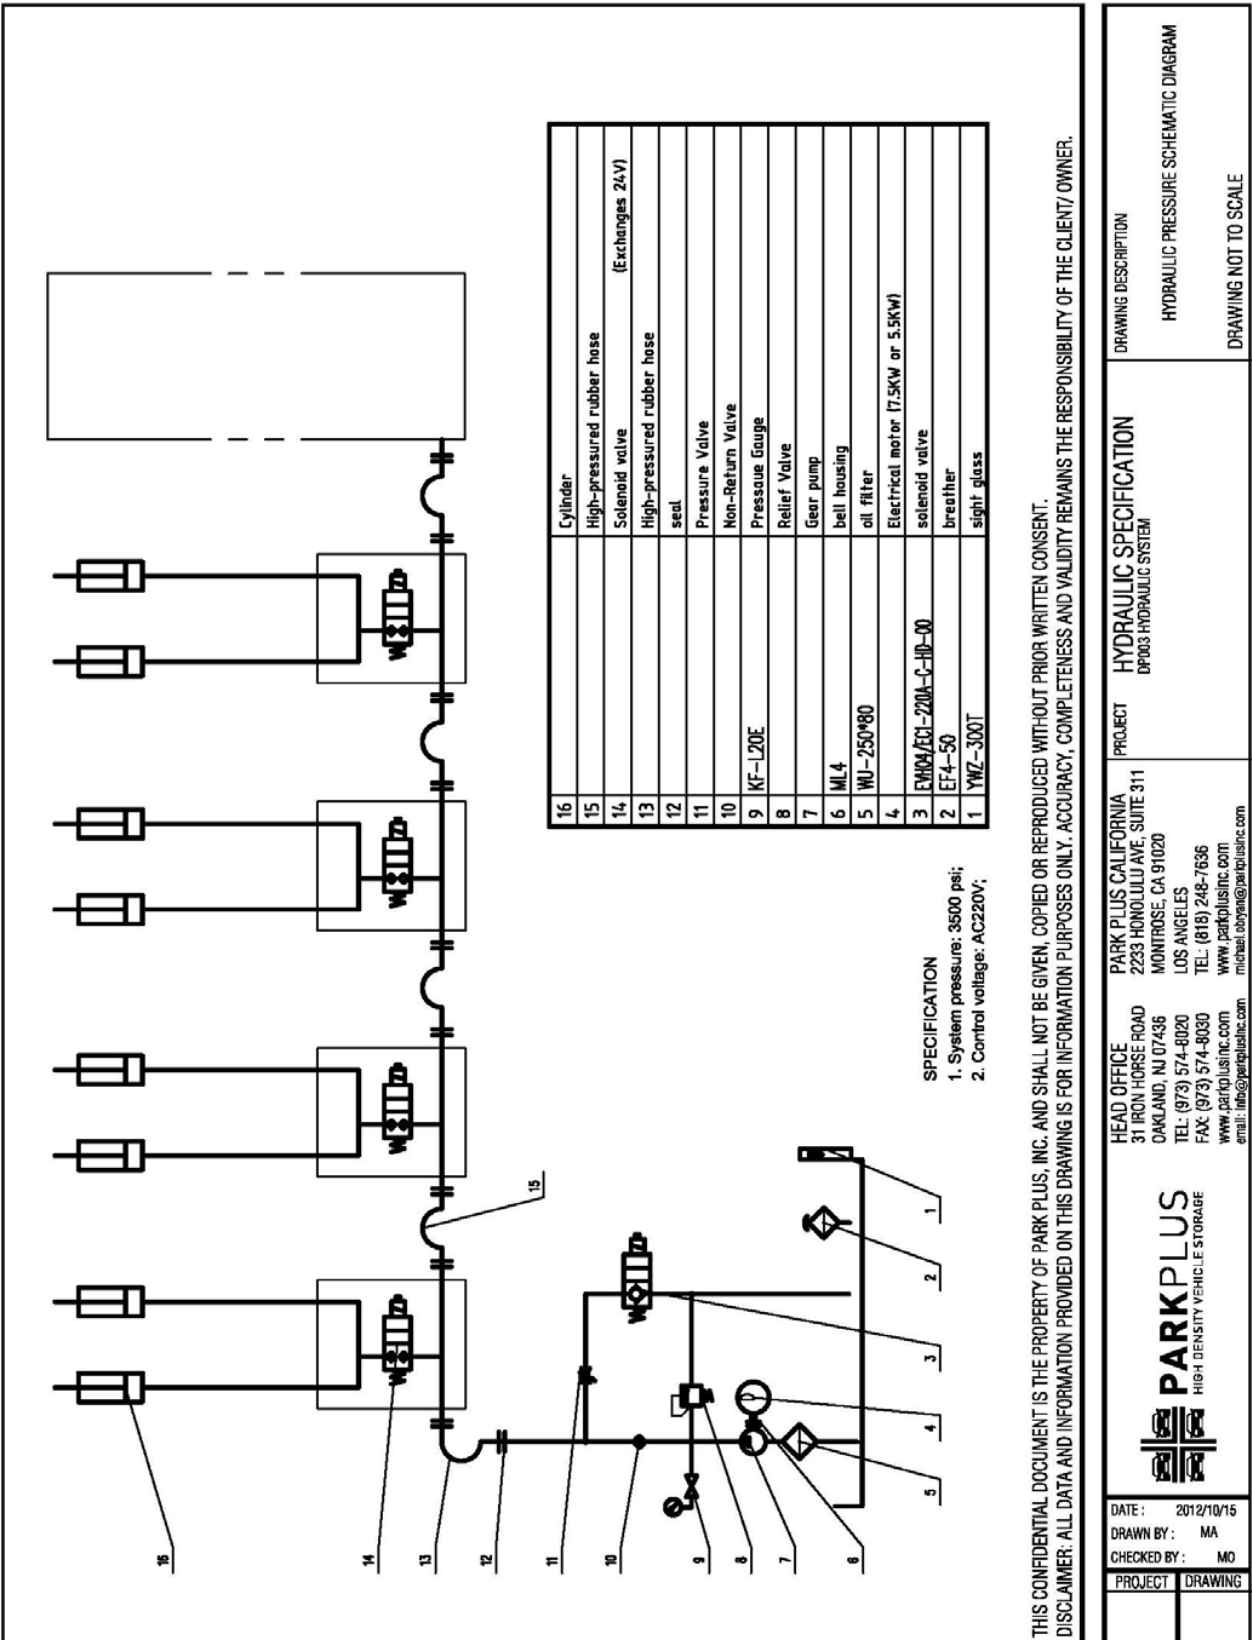 16 Cylinder
15 High-pressured rubber hose
14 Solenoid valve (Exchanges 24V)
13 High-pressured rubber hose
12 seal
11 Pressure Valve
10 Non-Return Valve
9 KF-L20E Pressaue Gauge
8 Relief Valve
7 Gear pump
6 ML4 bell housing
5 WU-250*80 oil filter
4 Electrical motor (7.5KW or 5.5KW)
3 EVH04/EC1-220A-C-HD-00 solenoid valve
2 EF4-50 breather
1 YWZ-300T sight glass
16
14
13
12
11
10
9
8
7
6
15
5
4
3
2
1
SPECIFICATION
1. System pressure: 3500 psi;
2. Control voltage: AC220V;
THIS CONFIDENTIAL DOCUMENT IS THE PROPERTY OF PARK PLUS, INC. AND SHALL NOT BE GIVEN, COPIED OR REPRODUCED WITHOUT PRIOR WRITTEN CONSENT.
DISCLAIMER: ALL DATA AND INFORMATION PROVIDED ON THIS DRAWING IS FOR INFORMATION PURPOSES ONLY. ACCURACY, COMPLETENESS AND VALIDITY REMAINS THE RESPONSIBILITY OF THE CLIENT/ OWNER.
DATE : 2012/10/15
DRAWN BY : MA
CHECKED BY : MO
PROJECT DRAWING
PARKPLUS
HIGH DENSITY VEHICLE STORAGE
HEAD OFFICE
31 IRON HORSE ROAD
OAKLAND, NJ 07436
TEL: (973) 574-8020
FAX: (973) 574-8030
www.parkplusinc.com
email: info@parkplusinc.com
PARK PLUS CALIFORNIA
2233 HONOLULU AVE, SUITE 311
MONTROSE, CA 91020
LOS ANGELES
TEL: (818) 248-7636
www.parkplusinc.com
michael.obryan@parkplusinc.com
PROJECT
HYDRAULIC SPECIFICATION
DP003 HYDRAULIC SYSTEM
DRAWING DESCRIPTION
HYDRAULIC PRESSURE SCHEMATIC DIAGRAM
DRAWING NOT TO SCALE